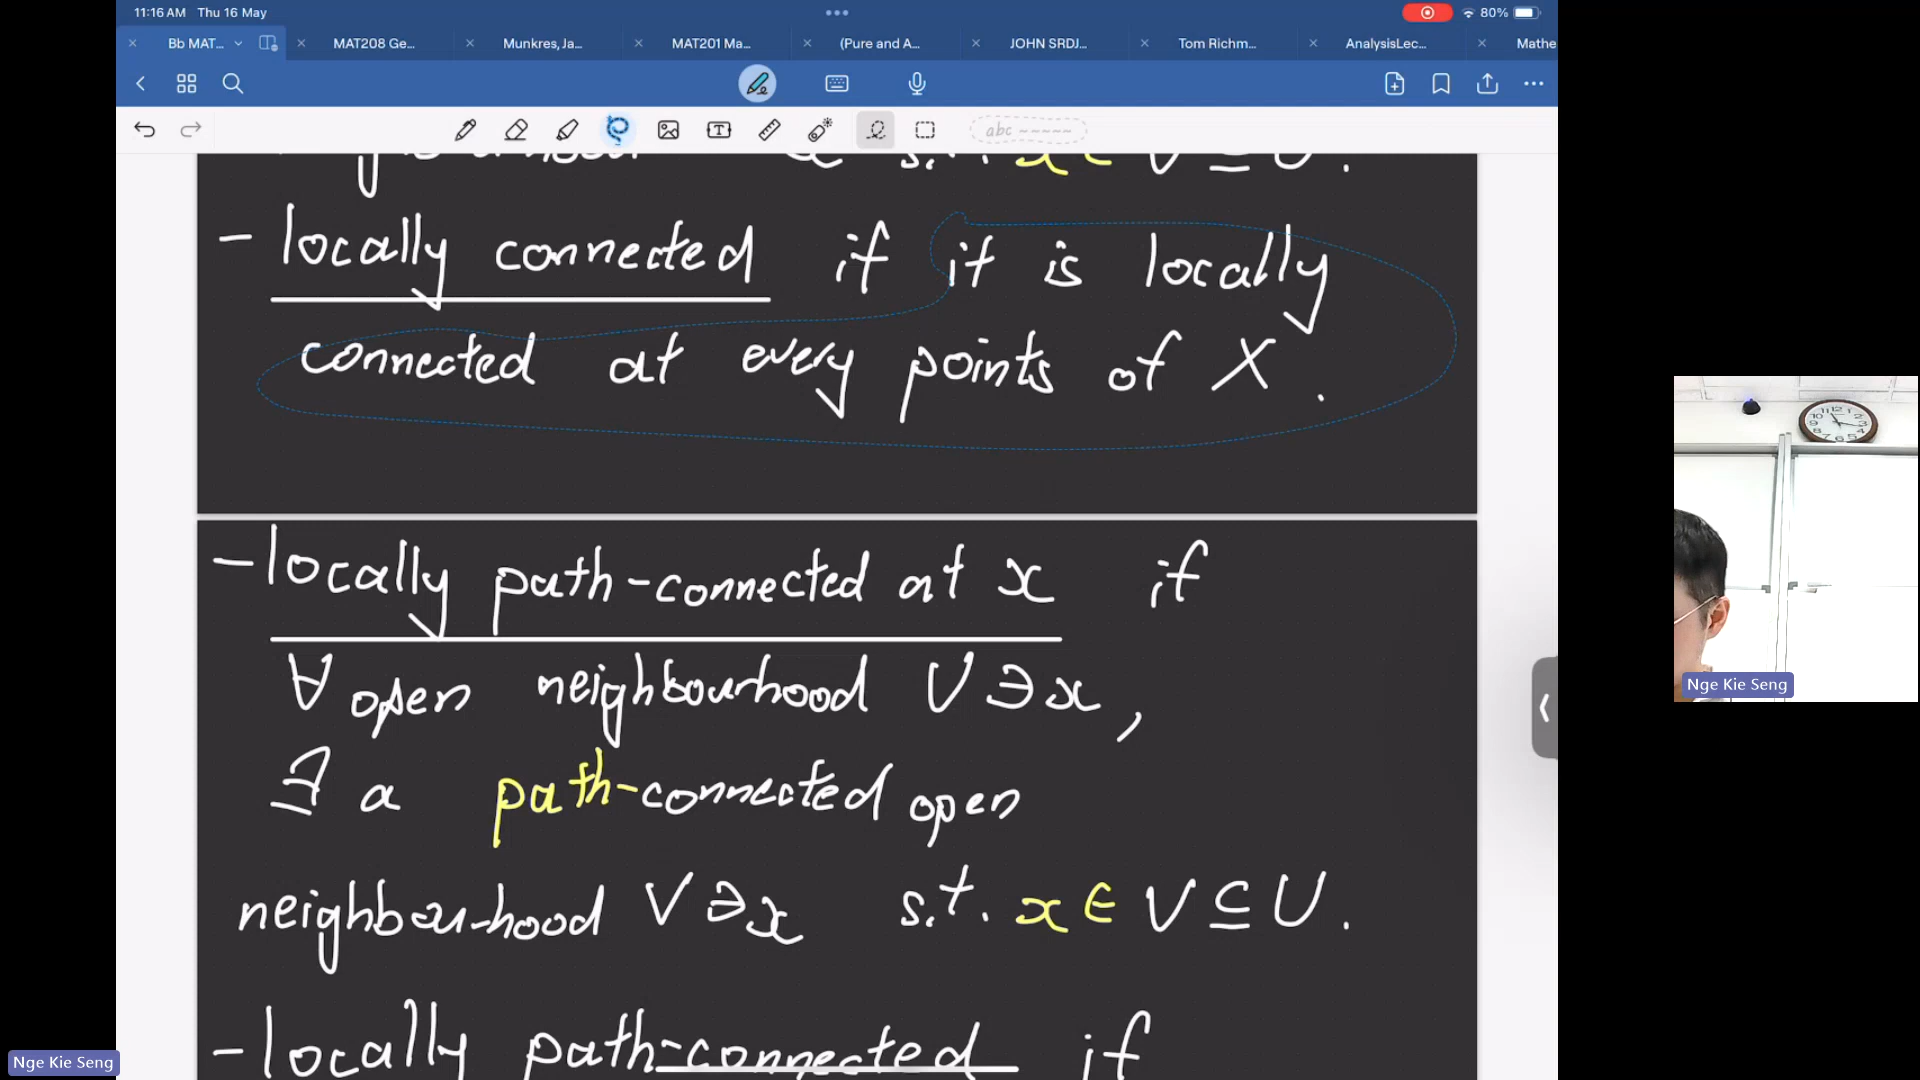 11:16 AM Thu 16 May
80%
Bb MAT...
MAT208 Ge...
Munkres, Ja...
MAT201 Ma...
(Pure and A...
JOHN SRDJ...
Tom Richm...
AnalysisLec...
Mathe
abc
s.t. x ∈ V ⊆ U.
- locally connected if it is locally
connected at every points of X.
- locally path-connected at x if
∀ open neighbourhood U ∋ x,
∃ a path-connected open
neighbourhood V ∋ x s.t. x ∈ V ⊆ U.
- locally path-connected if
Nge Kie Seng
Nge Kie Seng